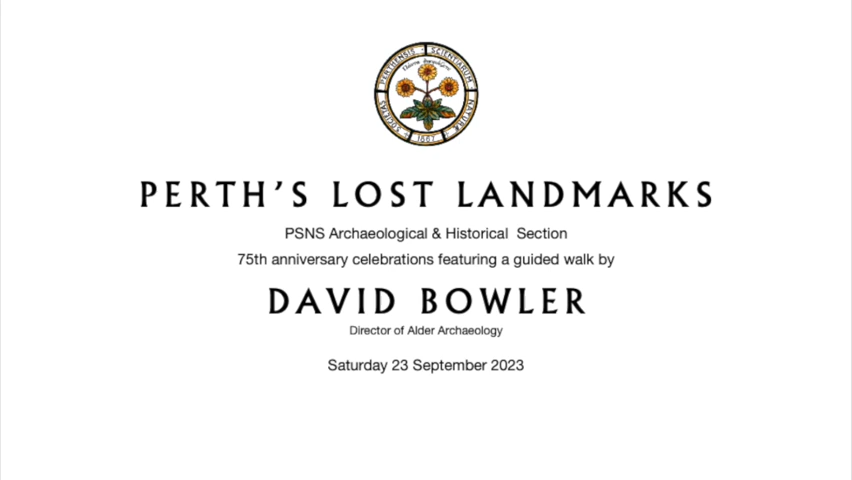 SOCIETAS PERTHENSIS SCIENTIARUM NATURÆ
1867
PERTH'S LOST LANDMARKS
PSNS Archaeological & Historical Section
75th anniversary celebrations featuring a guided walk by
DAVID BOWLER
Director of Alder Archaeology
Saturday 23 September 2023